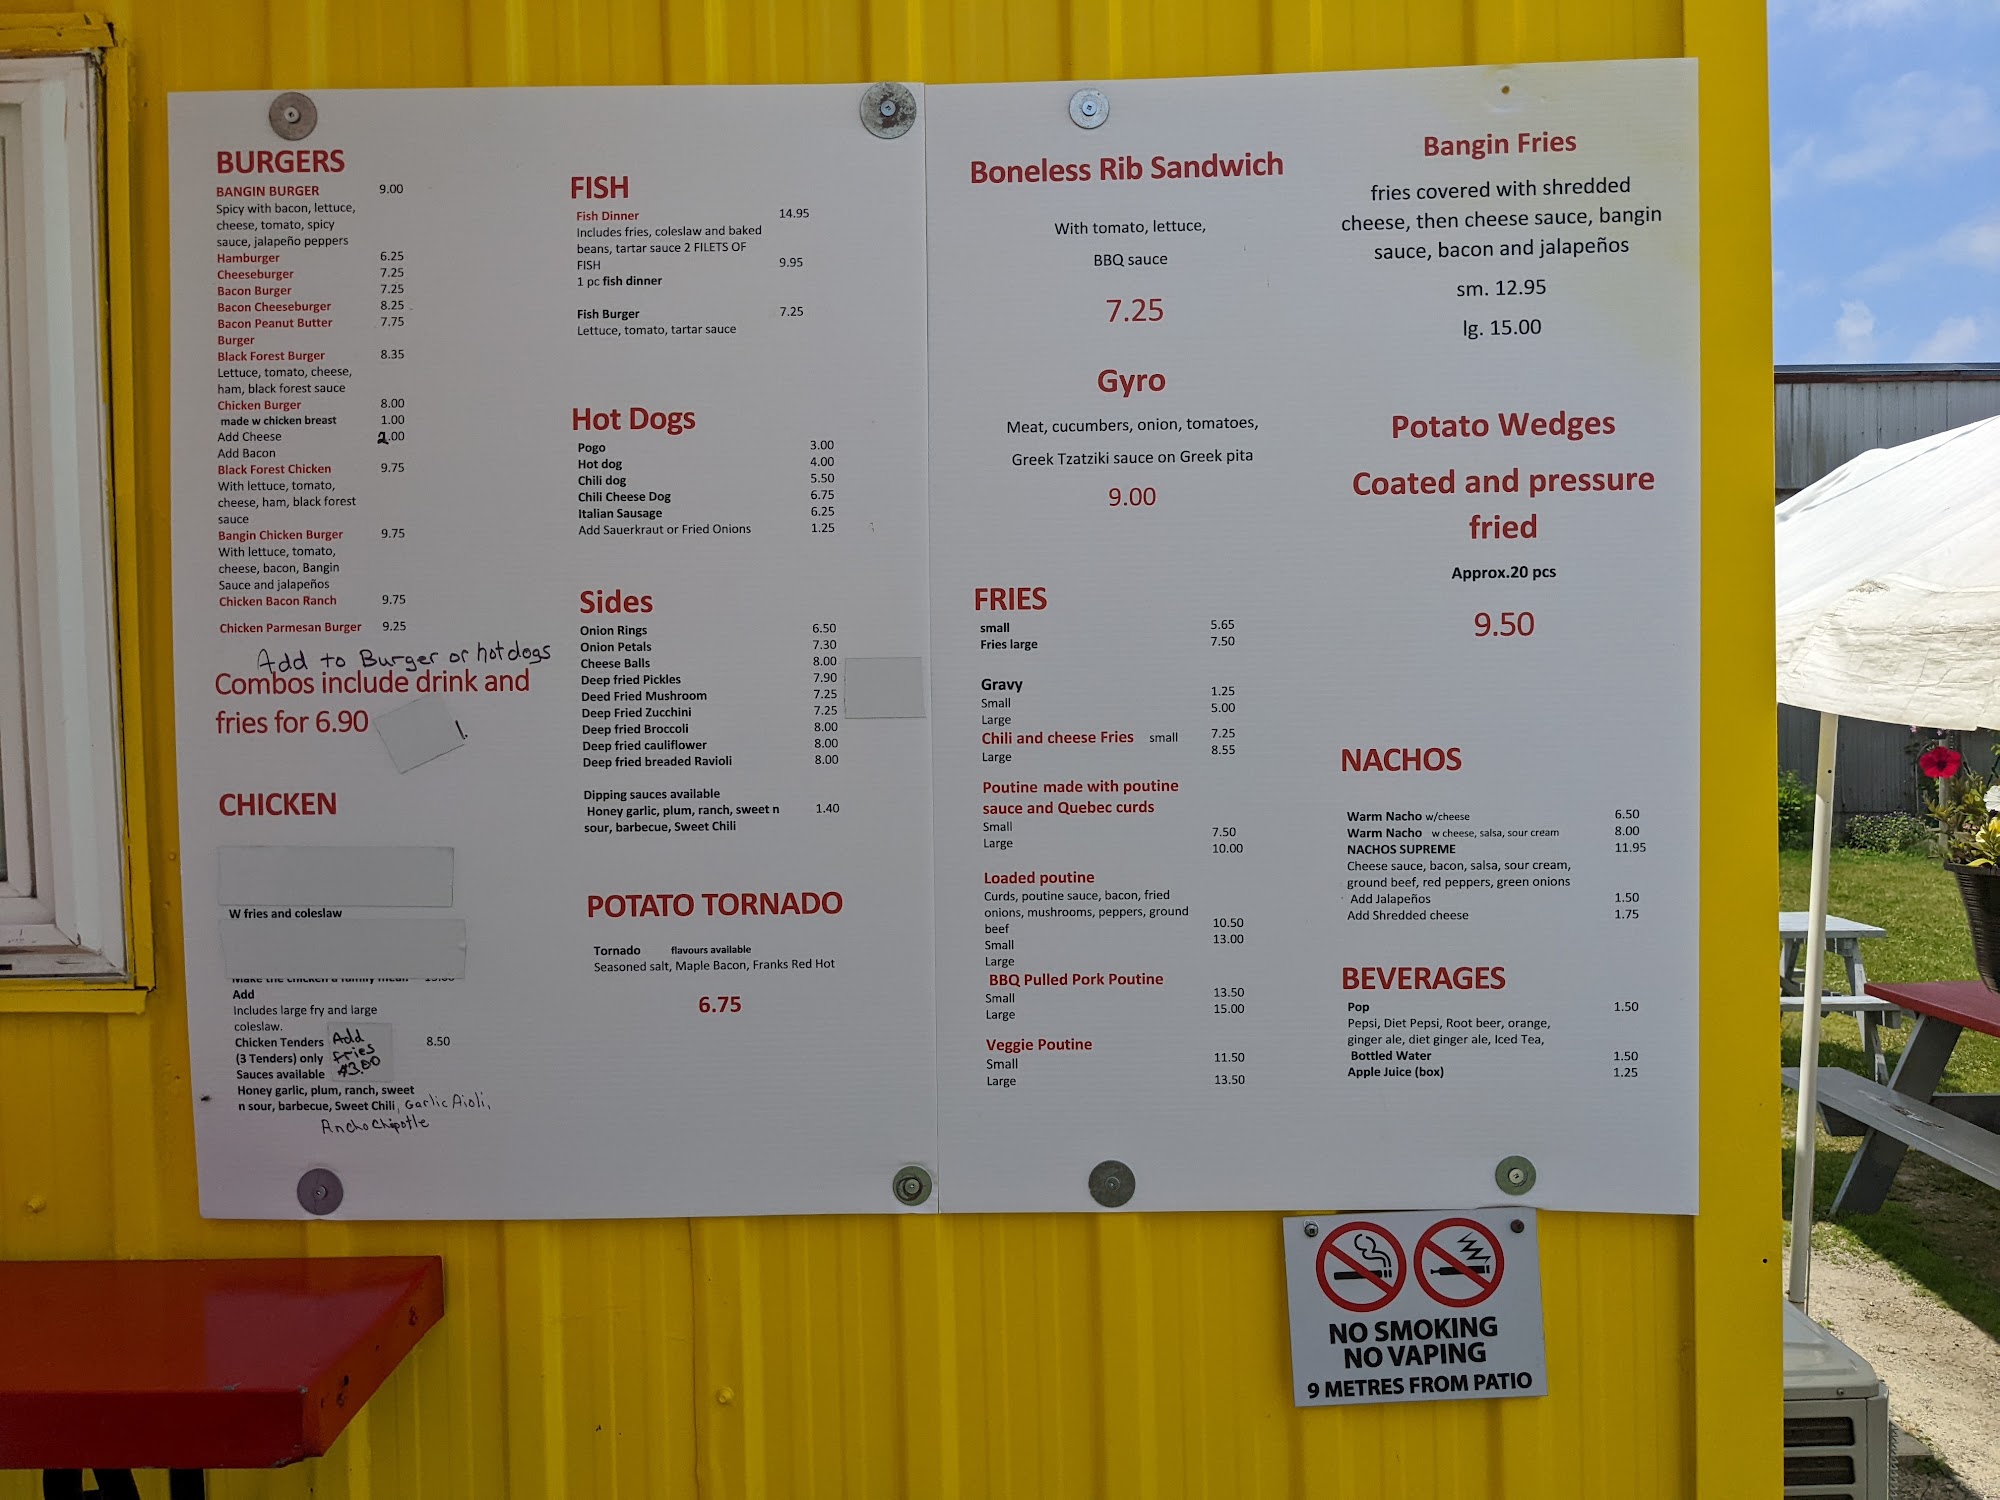 BURGERS
BANGIN BURGER 9.00
Spicy with bacon, lettuce,
cheese, tomato, spicy
sauce, jalapeño peppers
Hamburger 6.25
Cheeseburger 7.25
Bacon Burger 7.25
Bacon Cheeseburger 8.25
Bacon Peanut Butter 7.75
Burger
Black Forest Burger 8.35
Lettuce, tomato, cheese,
ham, black forest sauce
Chicken Burger 8.00
made w chicken breast 1.00
Add Cheese 2.00
Add Bacon
Black Forest Chicken 9.75
With lettuce, tomato,
cheese, ham, black forest
sauce
Bangin Chicken Burger 9.75
With lettuce, tomato,
cheese, bacon, Bangin
Sauce and jalapeños
Chicken Bacon Ranch 9.75
Chicken Parmesan Burger 9.25
Add to Burger or hotdogs
Combos include drink and
fries for 6.90
CHICKEN
W fries and coleslaw
Make the chicken a family meal
Add
Includes large fry and large
coleslaw.
Chicken Tenders 8.50
(3 Tenders) only
Sauces available
Add
fries
$3.00
Honey garlic, plum, ranch, sweet
n sour, barbecue, Sweet Chili, Garlic Aioli,
Ancho Chipotle
FISH
Fish Dinner 14.95
Includes fries, coleslaw and baked
beans, tartar sauce 2 FILETS OF
FISH 9.95
1 pc fish dinner
Fish Burger 7.25
Lettuce, tomato, tartar sauce
Hot Dogs
Pogo 3.00
Hot dog 4.00
Chili dog 5.50
Chili Cheese Dog 6.75
Italian Sausage 6.25
Add Sauerkraut or Fried Onions 1.25
Sides
Onion Rings 6.50
Onion Petals 7.30
Cheese Balls 8.00
Deep fried Pickles 7.90
Deed Fried Mushroom 7.25
Deep Fried Zucchini 7.25
Deep fried Broccoli 8.00
Deep fried cauliflower 8.00
Deep fried breaded Ravioli 8.00
Dipping sauces available
Honey garlic, plum, ranch, sweet n 1.40
sour, barbecue, Sweet Chili
POTATO TORNADO
Tornado flavours available
Seasoned salt, Maple Bacon, Franks Red Hot
6.75
Boneless Rib Sandwich
With tomato, lettuce,
BBQ sauce
7.25
Gyro
Meat, cucumbers, onion, tomatoes,
Greek Tzatziki sauce on Greek pita
9.00
FRIES
small 5.65
Fries large 7.50
Gravy
Small 1.25
Large 5.00
Chili and cheese Fries small 7.25
Large 8.55
Poutine made with poutine
sauce and Quebec curds
Small 7.50
Large 10.00
Loaded poutine
Curds, poutine sauce, bacon, fried
onions, mushrooms, peppers, ground
beef 10.50
Small 13.00
Large
BBQ Pulled Pork Poutine
Small 13.50
Large 15.00
Veggie Poutine
Small 11.50
Large 13.50
Bangin Fries
fries covered with shredded
cheese, then cheese sauce, bangin
sauce, bacon and jalapeños
sm. 12.95
lg. 15.00
Potato Wedges
Coated and pressure
fried
Approx.20 pcs
9.50
NACHOS
Warm Nacho w/cheese 6.50
Warm Nacho w cheese, salsa, sour cream 8.00
NACHOS SUPREME 11.95
Cheese sauce, bacon, salsa, sour cream,
ground beef, red peppers, green onions
Add Jalapeños 1.50
Add Shredded cheese 1.75
BEVERAGES
Pop 1.50
Pepsi, Diet Pepsi, Root beer, orange,
ginger ale, diet ginger ale, Iced Tea,
Bottled Water 1.50
Apple Juice (box) 1.25
NO SMOKING
NO VAPING
9 METRES FROM PATIO